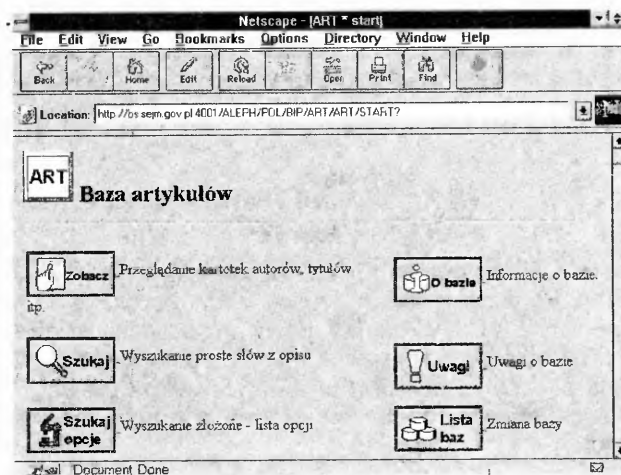 Netscape - [ART * start]
File Edit View Go Bookmarks Options Directory Window Help
Back Home Edit Reload Open Print Find
Location: http://bs.sejm.gov.pl:4001/ALEPH/POL/BIP/ART/ART/START?
ART Baza artykułów
Zobacz Przeglądanie kartotek autorów, tytułów
itp.
O bazie Informacje o bazie.
Szukaj Wyszukanie proste słów z opisu
Uwagi Uwagi o bazie
Szukaj
opcje Wyszukanie złożone - lista opcji
Lista
baz Zmiana bazy
Document Done